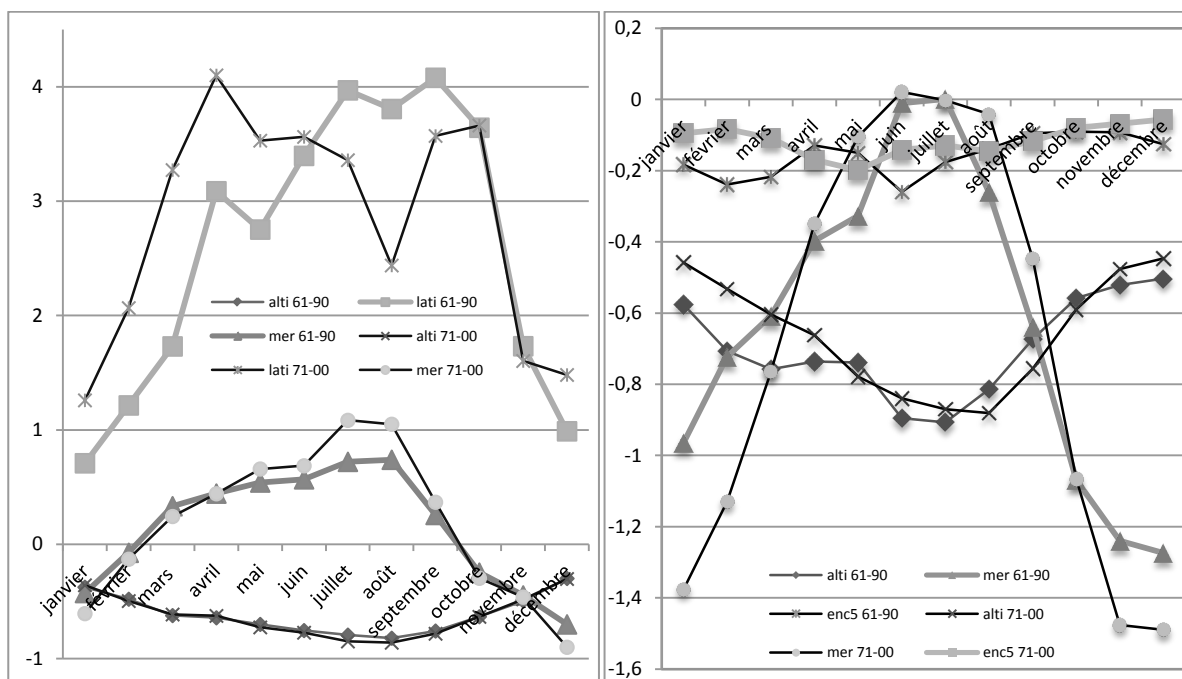 4
3
2
1
0
-1
janvier
février
mars
avril
mai
juin
juillet
août
septembre
octobre
novembre
décembre
alti 61-90
lati 61-90
mer 61-90
alti 71-00
lati 71-00
mer 71-00
0,2
0
-0,2
-0,4
-0,6
-0,8
-1
-1,2
-1,4
-1,6
janvier
février
mars
avril
mai
juin
juillet
août
septembre
octobre
novembre
décembre
alti 61-90
mer 61-90
enc5 61-90
alti 71-00
mer 71-00
enc5 71-00